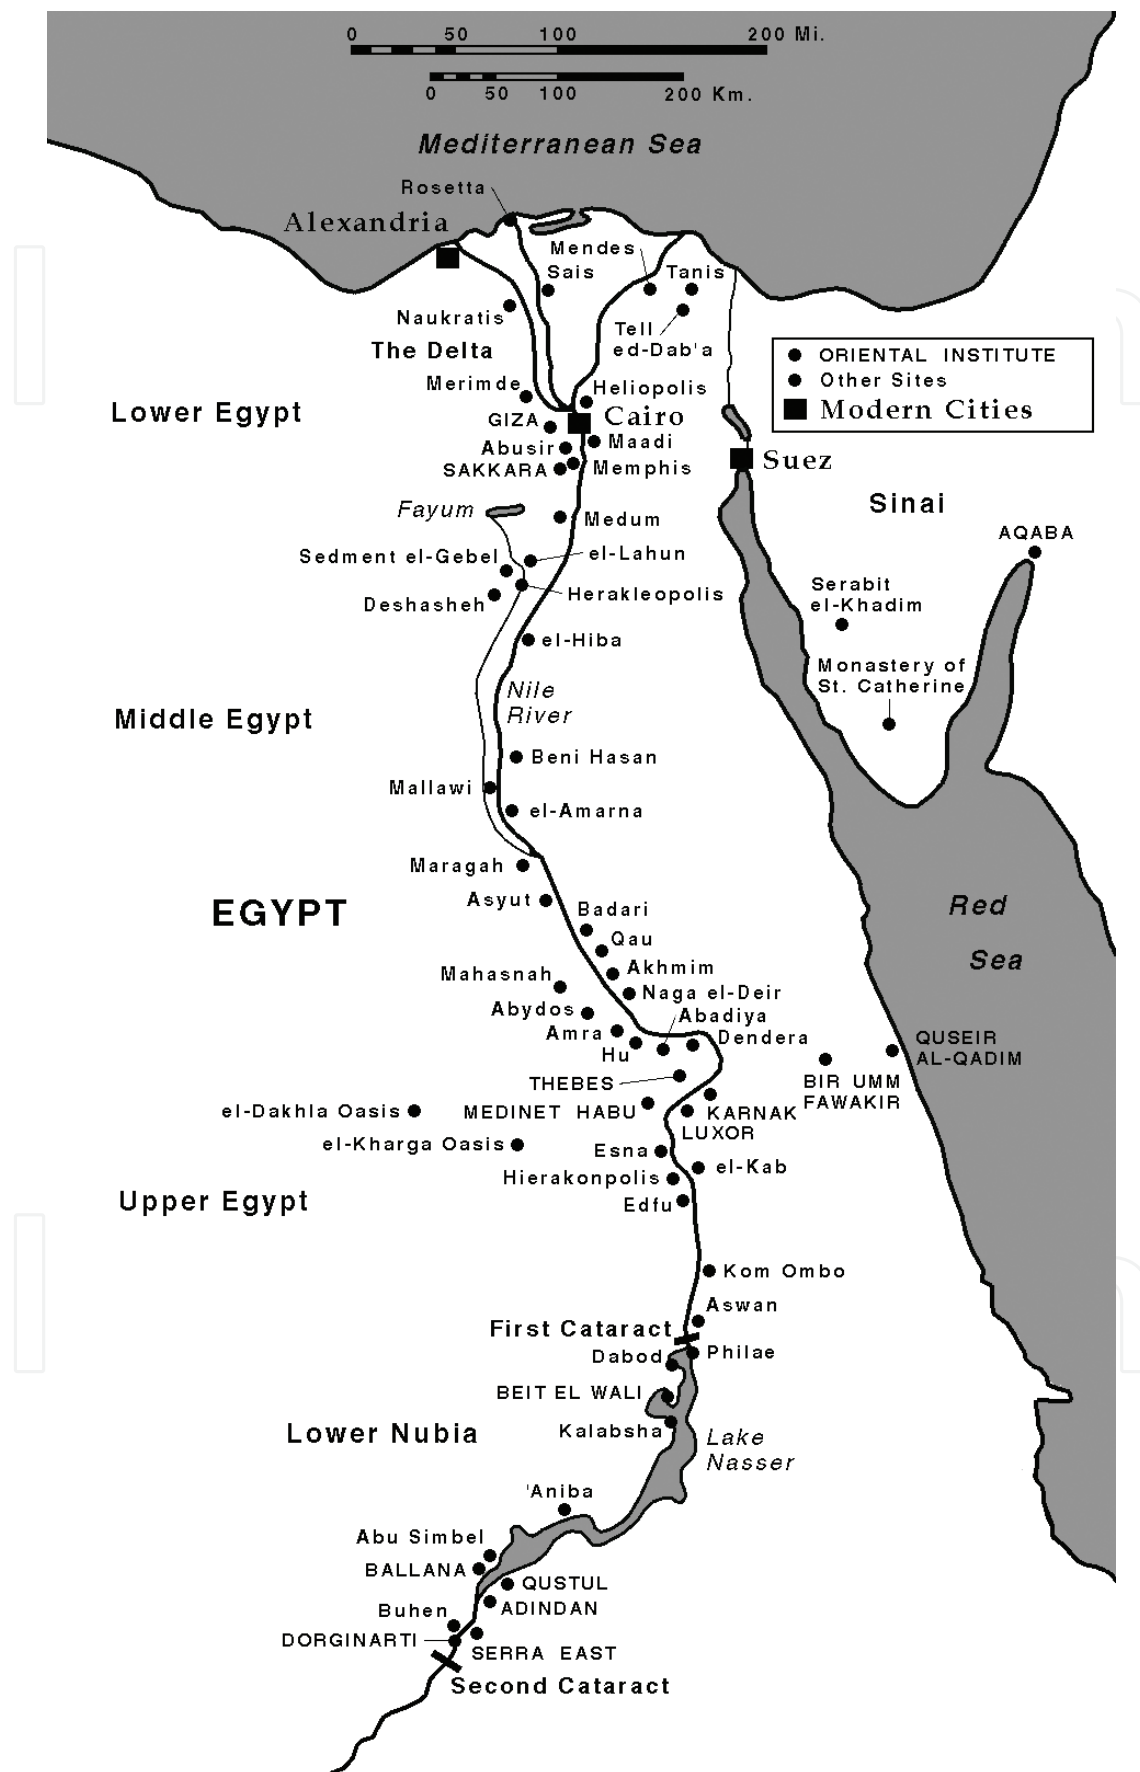 0 50 100 200 Mi.
0 50 100 200 Km.
Mediterranean Sea
Rosetta
Alexandria
Mendes
Sais
Tanis
Naukratis
Tell
ed-Dab'a
The Delta
ORIENTAL INSTITUTE
Other Sites
Modern Cities
Merimde
Heliopolis
Lower Egypt
GIZA
Cairo
Abusir
Maadi
SAKKARA
Memphis
Suez
Sinai
Fayum
Medum
AQABA
Sedment el-Gebel
el-Lahun
Serabit
el-Khadim
Deshasheh
Herakleopolis
el-Hiba
Monastery of
St. Catherine
Nile
River
Middle Egypt
Beni Hasan
Mallawi
el-Amarna
Maragah
Asyut
EGYPT
Badari
Red
Sea
Qau
Akhmim
Mahasnah
Naga el-Deir
Abydos
Abadiya
Amra
Dendera
Hu
QUSEIR
AL-QADIM
THEBES
BIR UMM
FAWAKIR
el-Dakhla Oasis
MEDINET HABU
KARNAK
LUXOR
el-Kharga Oasis
Esna
el-Kab
Hierakonpolis
Upper Egypt
Edfu
Kom Ombo
Aswan
First Cataract
Philae
Dabod
BEIT EL WALI
Kalabsha
Lower Nubia
Lake
Nasser
'Aniba
Abu Simbel
BALLANA
QUSTUL
ADINDAN
Buhen
DORGINARTI
SERRA EAST
Second Cataract